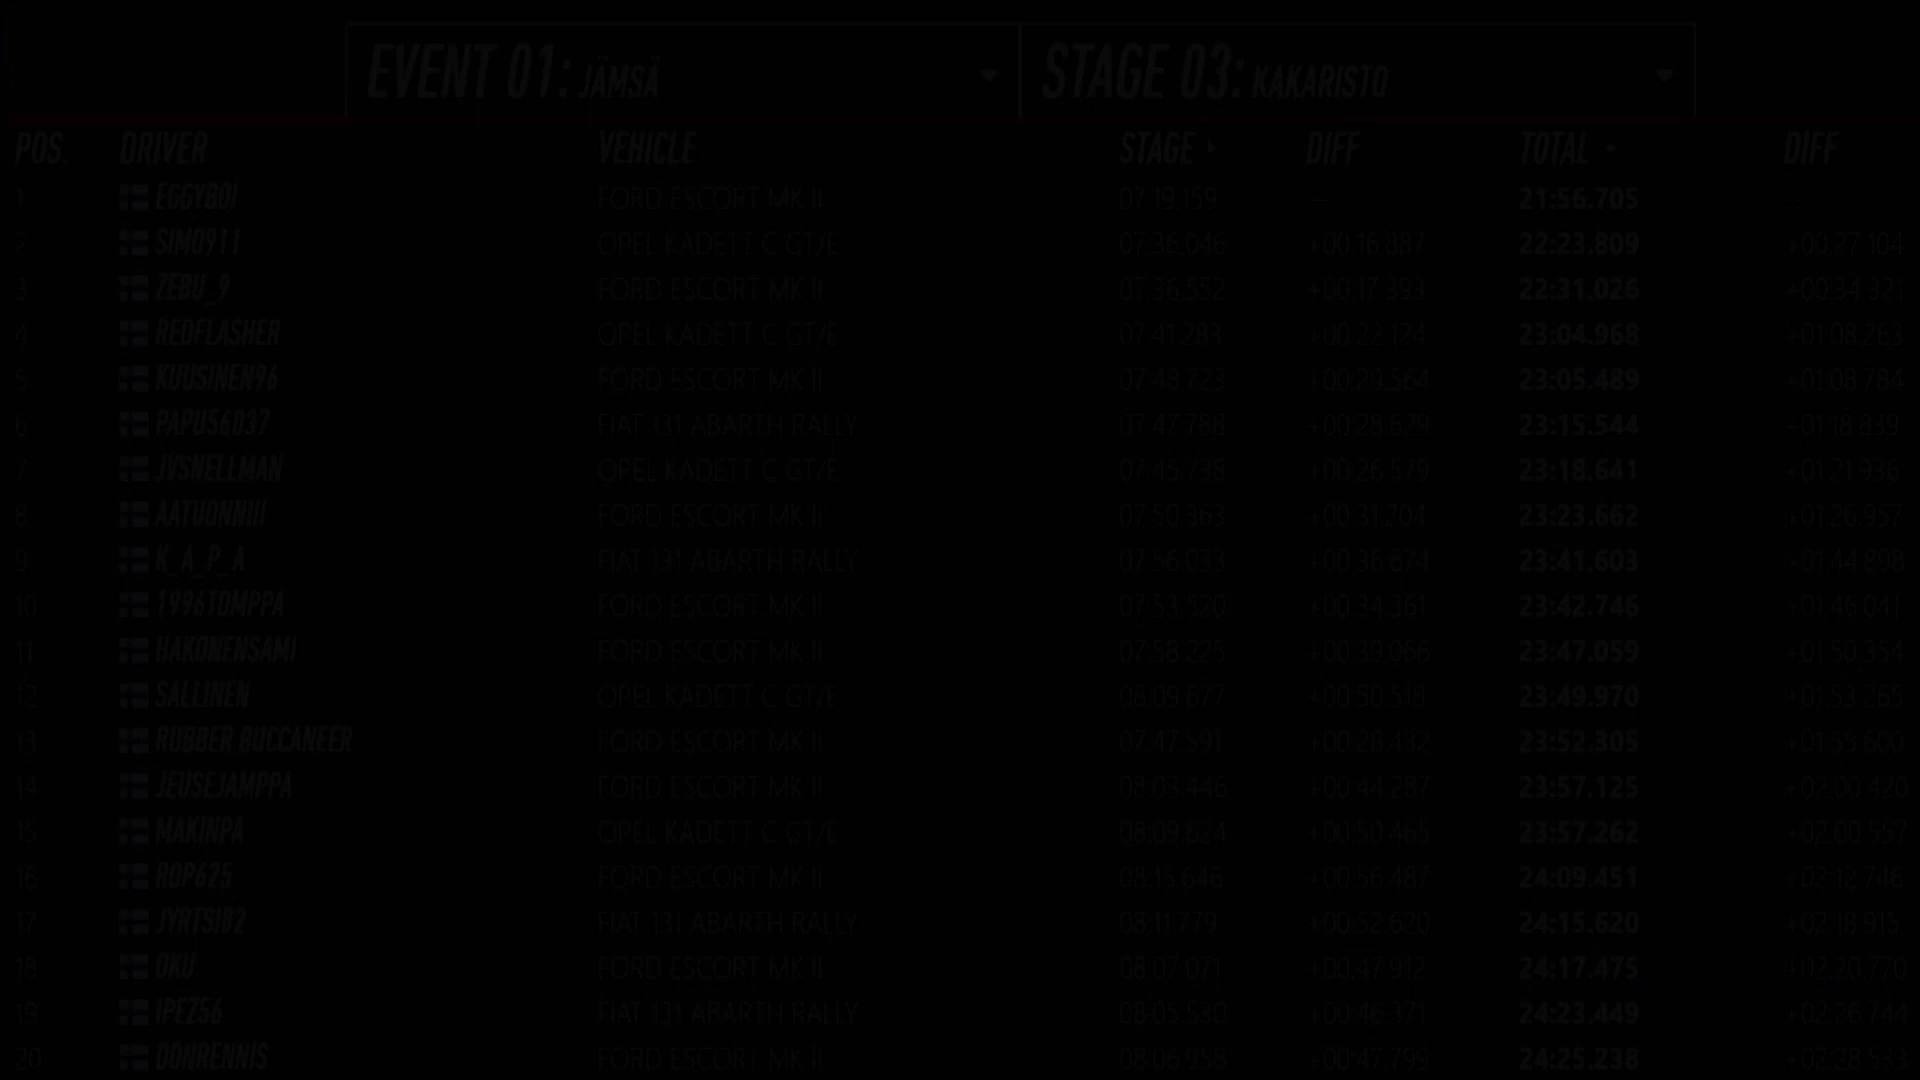 EVENT 01: JÄMSÄ STAGE 03: KAKARISTO
POS. DRIVER VEHICLE STAGE DIFF TOTAL DIFF
1 EGGYBOI FORD ESCORT MK II 07:19.159 -- 21:56.705 --
2 SIMO911 OPEL KADETT C GT/E 07:36.046 +00:16.887 22:23.809 +00:27.104
3 ZEBU_9 FORD ESCORT MK II 07:36.552 +00:17.393 22:31.026 +00:34.321
4 REDFLASHER OPEL KADETT C GT/E 07:41.283 +00:22.124 23:04.968 +01:08.263
5 KUUSINEN96 FORD ESCORT MK II 07:48.723 +00:29.564 23:05.489 +01:08.784
6 PAPU56037 FIAT 131 ABARTH RALLY 07:47.788 +00:28.629 23:15.544 +01:18.839
7 JVSNELLMAN OPEL KADETT C GT/E 07:45.738 +00:26.579 23:18.641 +01:21.936
8 AATUONNIII FORD ESCORT MK II 07:50.363 +00:31.204 23:23.662 +01:26.957
9 K_A_P_A FIAT 131 ABARTH RALLY 07:56.033 +00:36.874 23:41.603 +01:44.898
10 1996TOMPPA FORD ESCORT MK II 07:53.520 +00:34.361 23:42.746 +01:46.041
11 HAKONENSAMI FORD ESCORT MK II 07:58.225 +00:39.066 23:47.059 +01:50.354
12 SALLINEN OPEL KADETT C GT/E 08:09.677 +00:50.518 23:49.970 +01:53.265
13 RUBBER BUCCANEER FORD ESCORT MK II 07:47.591 +00:28.432 23:52.305 +01:55.600
14 JEUSEJAMPPA FORD ESCORT MK II 08:03.446 +00:44.287 23:57.125 +02:00.420
15 MAKINPA OPEL KADETT C GT/E 08:09.624 +00:50.465 23:57.262 +02:00.557
16 ROP625 FORD ESCORT MK II 08:15.646 +00:56.487 24:09.451 +02:12.746
17 JYRTSI82 FIAT 131 ABARTH RALLY 08:11.779 +00:52.620 24:15.620 +02:18.915
18 OKU FORD ESCORT MK II 08:07.071 +00:47.912 24:17.475 +02:20.770
19 IPEZ56 FIAT 131 ABARTH RALLY 08:05.530 +00:46.371 24:23.449 +02:26.744
20 DONRENNIS FORD ESCORT MK II 08:06.958 +00:47.799 24:25.238 +02:28.533